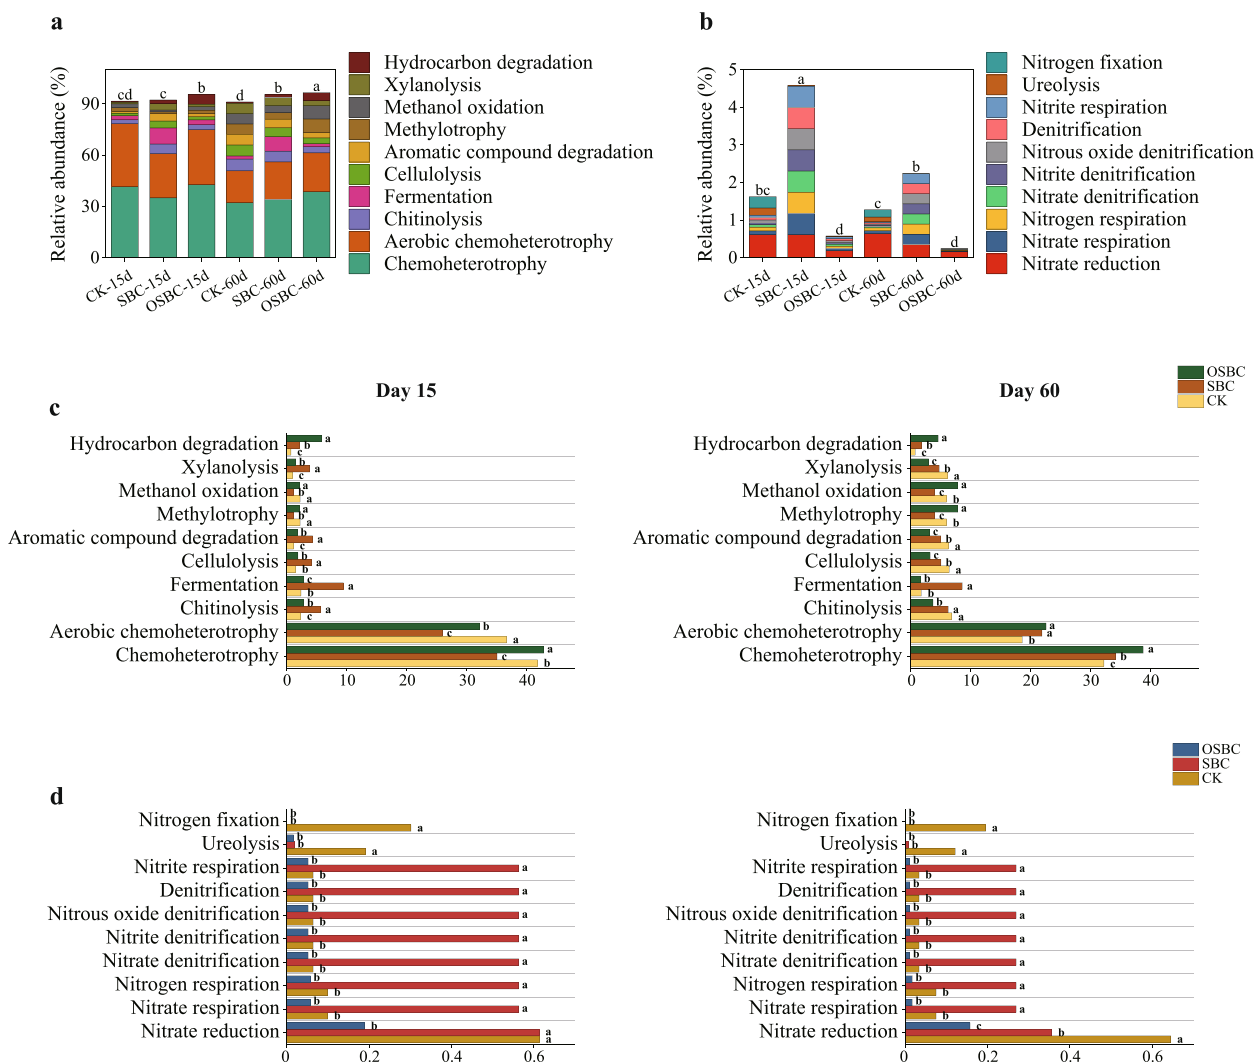 a
Relative abundance (%)
90
60
30
0
cd
c
b
d
b
a
CK-15d
SBC-15d
OSBC-15d
CK-60d
SBC-60d
OSBC-60d
Hydrocarbon degradation
Xylanolysis
Methanol oxidation
Methylotrophy
Aromatic compound degradation
Cellulolysis
Fermentation
Chitinolysis
Aerobic chemoheterotrophy
Chemoheterotrophy
b
Relative abundance (%)
5
4
3
2
1
0
bc
a
d
c
b
d
CK-15d
SBC-15d
OSBC-15d
CK-60d
SBC-60d
OSBC-60d
Nitrogen fixation
Ureolysis
Nitrite respiration
Denitrification
Nitrous oxide denitrification
Nitrite denitrification
Nitrate denitrification
Nitrogen respiration
Nitrate respiration
Nitrate reduction
c
Day 15
Hydrocarbon degradation a b c
Xylanolysis b a c
Methanol oxidation a b a
Methylotrophy a b a
Aromatic compound degradation b a c
Cellulolysis b a b
Fermentation c a b
Chitinolysis b a c
Aerobic chemoheterotrophy b c a
Chemoheterotrophy a c b
0 10 20 30 40
Day 60
OSBC
SBC
CK
Hydrocarbon degradation a b c
Xylanolysis c b a
Methanol oxidation a c b
Methylotrophy a c b
Aromatic compound degradation c b a
Cellulolysis c b a
Fermentation b a b
Chitinolysis b a a
Aerobic chemoheterotrophy a a b
Chemoheterotrophy a b c
0 10 20 30 40
d
Nitrogen fixation b b a
Ureolysis b b a
Nitrite respiration b a b
Denitrification b a b
Nitrous oxide denitrification b a b
Nitrite denitrification b a b
Nitrate denitrification b a b
Nitrogen respiration b a b
Nitrate respiration b a b
Nitrate reduction b a a
0 0.2 0.4 0.6
OSBC
SBC
CK
Nitrogen fixation b b a
Ureolysis b b a
Nitrite respiration b a b
Denitrification b a b
Nitrous oxide denitrification b a b
Nitrite denitrification b a b
Nitrate denitrification b a b
Nitrogen respiration b a b
Nitrate respiration b a b
Nitrate reduction c b a
0 0.2 0.4 0.6